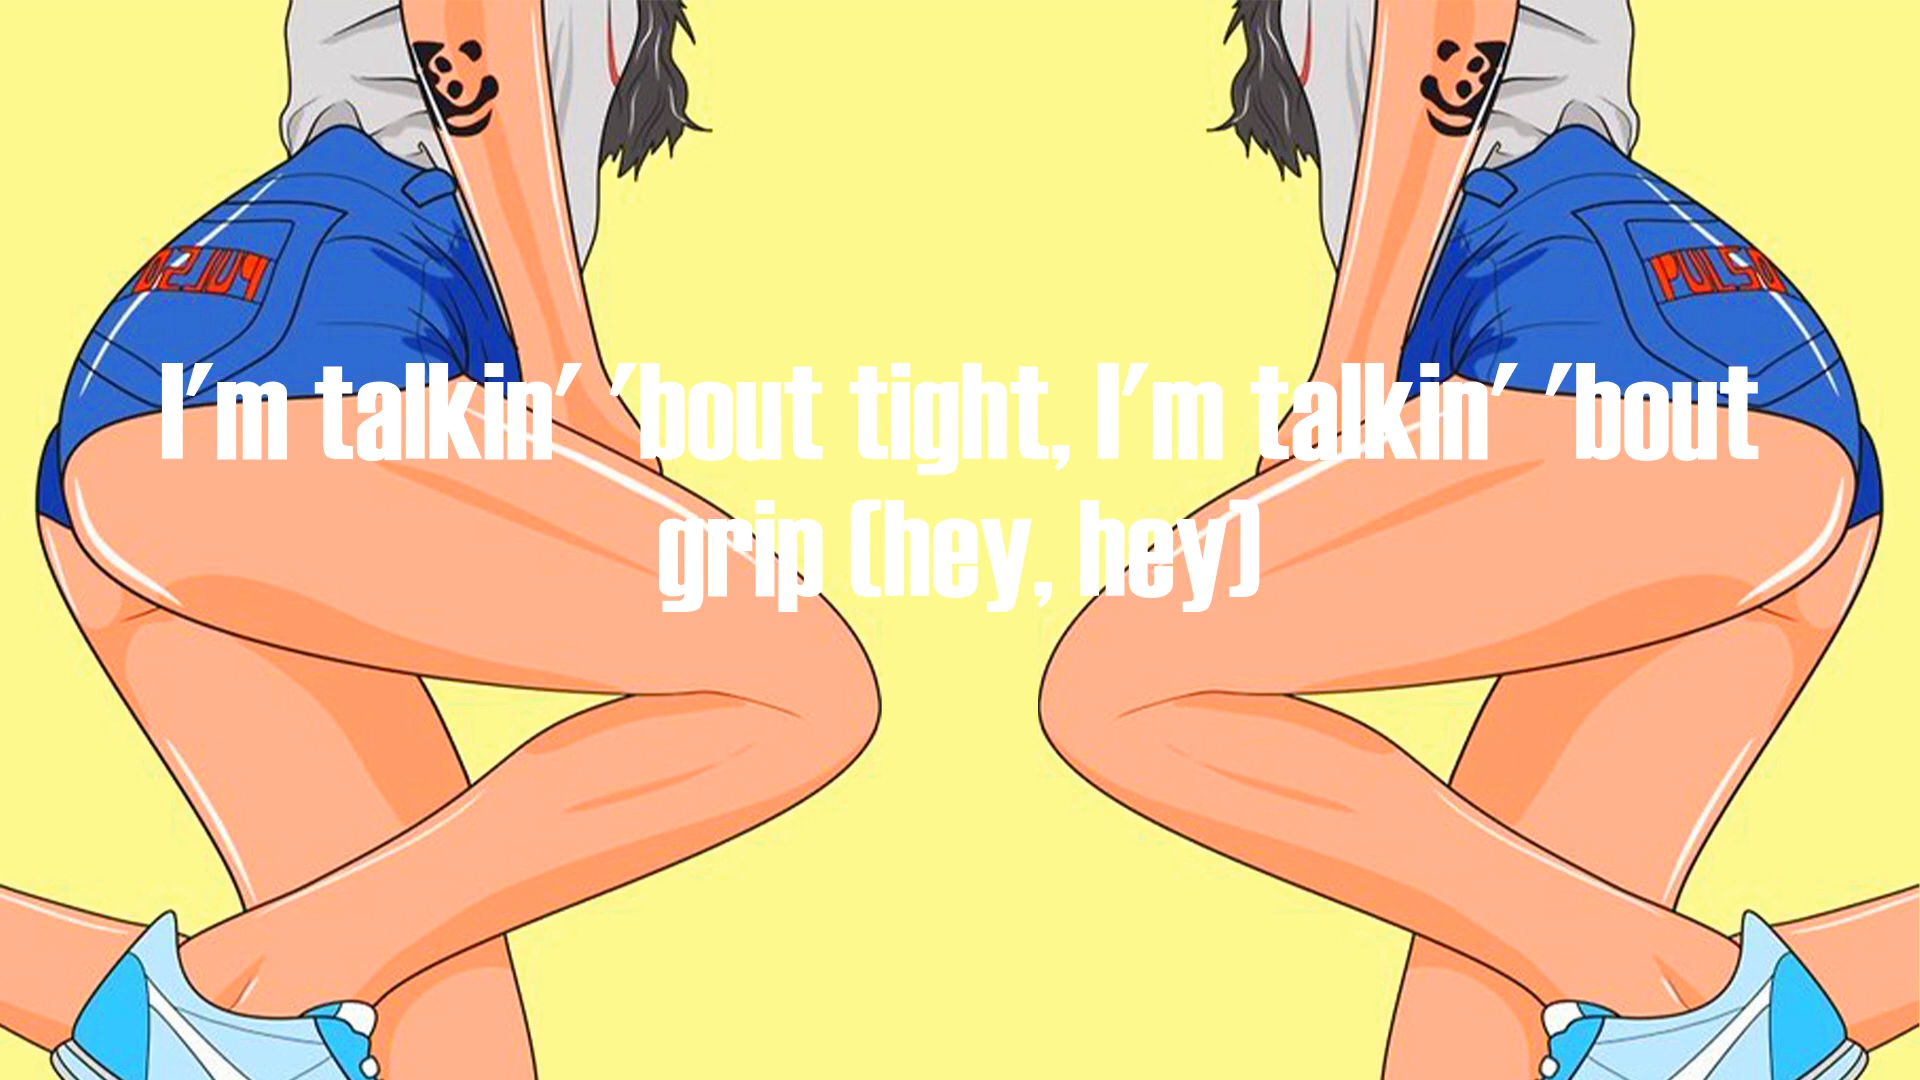 PULSO
PULSO
I'm talkin' 'bout tight, I'm talkin' 'bout
grip (hey, hey)